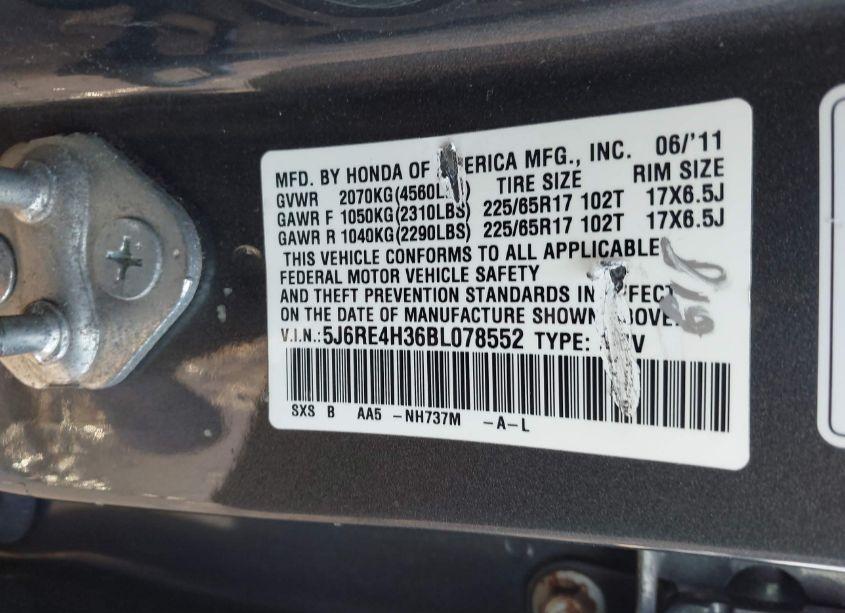 MFD. BY HONDA OF ERICA MFG., INC. 06/'11
GVWR 2070KG(4560L TIRE SIZE RIM SIZE
GAWR F 1050KG(2310LBS) 225/65R17 102T 17X6.5J
GAWR R 1040KG(2290LBS) 225/65R17 102T 17X6.5J
THIS VEHICLE CONFORMS TO ALL APPLICABLE
FEDERAL MOTOR VEHICLE SAFETY
AND THEFT PREVENTION STANDARDS IN EFFECT
ON THE DATE OF MANUFACTURE SHOWN ABOVE.
V.I.N.:5J6RE4H36BL078552 TYPE: V
SXS B AA5 -NH737M -A-L